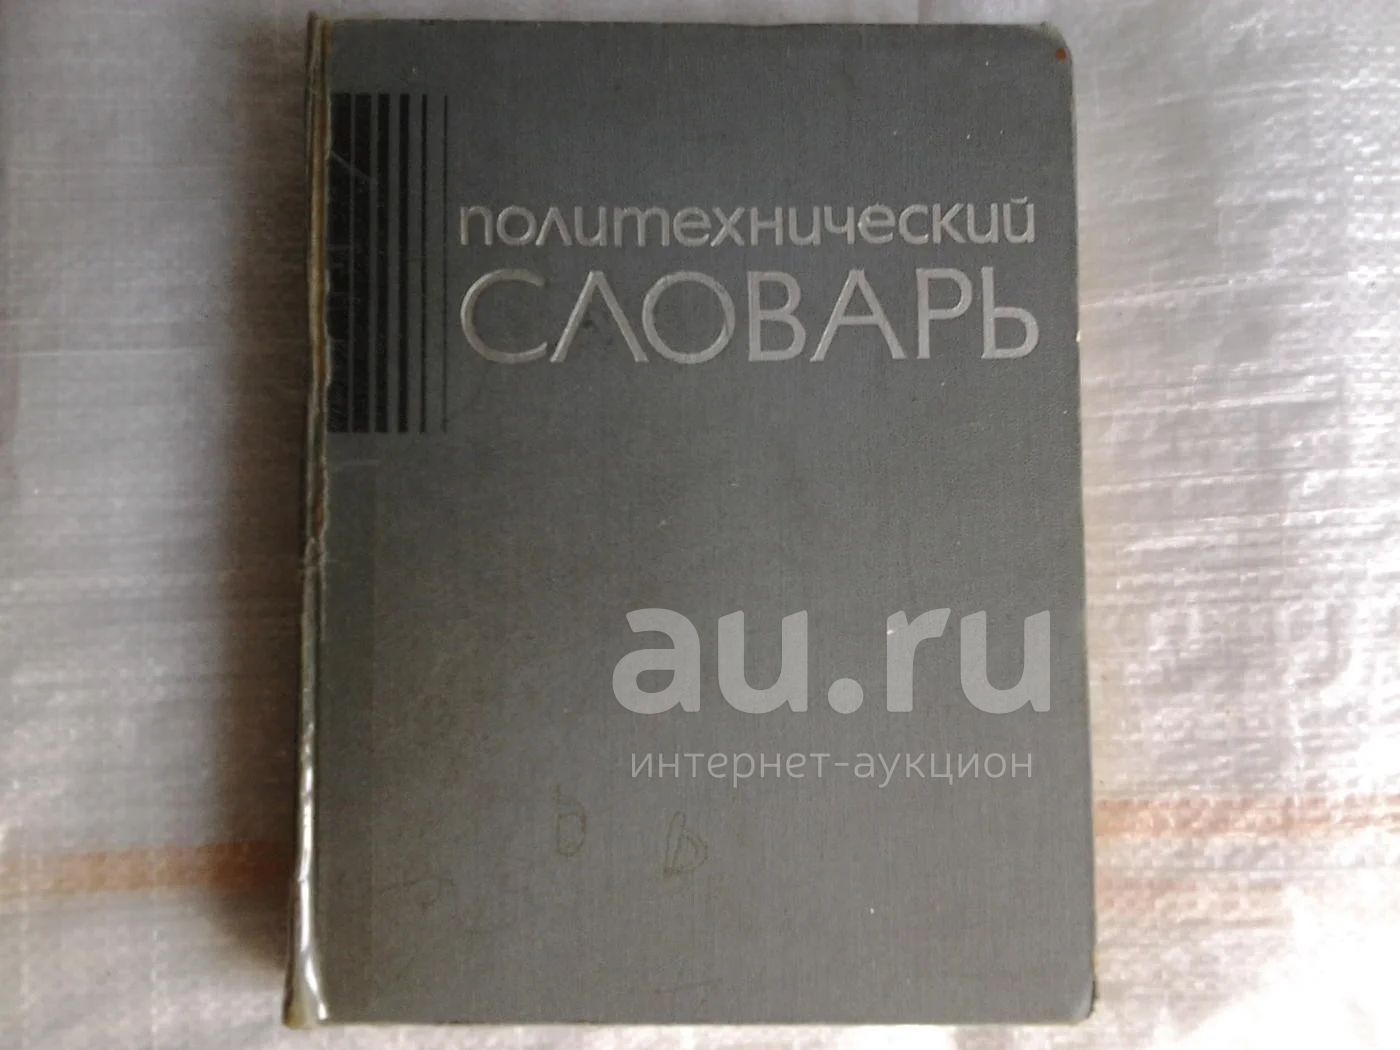 политехнический
СЛОВАРЬ
au.ru
интернет-аукцион